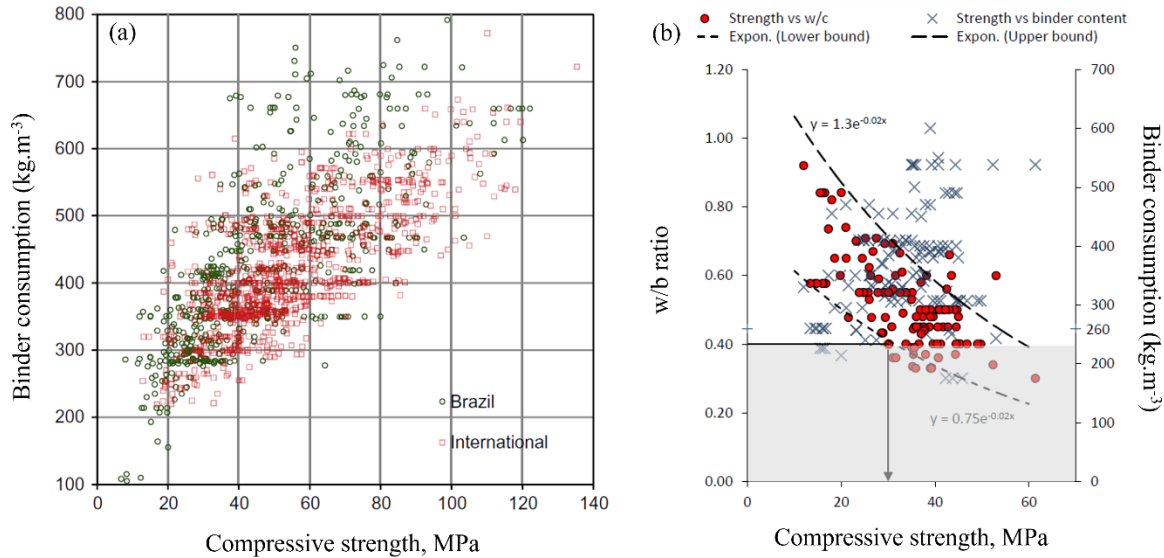 (a)
Binder consumption (kg.m-3)
800
700
600
500
400
300
200
100
Brazil
International
0 20 40 60 80 100 120 140
Compressive strength, MPa
(b)
Strength vs w/c
Strength vs binder content
Expon. (Lower bound)
Expon. (Upper bound)
w/b ratio
1.20
1.00
0.80
0.60
0.40
0.20
0.00
y = 1.3e-0.02x
y = 0.75e-0.02x
700
600
500
400
300
260
200
100
0
Binder consumption (kg.m-3)
0 20 40 60
Compressive strength, MPa